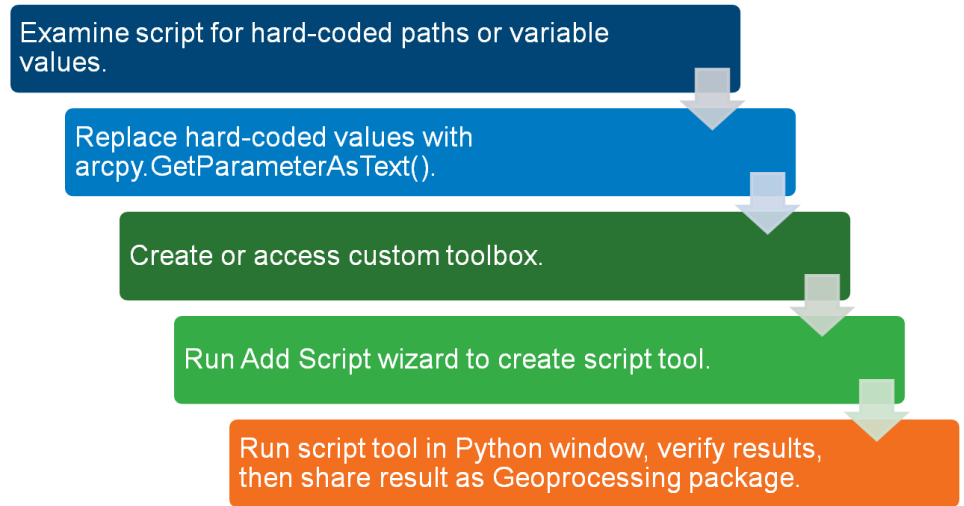 Examine script for hard-coded paths or variable
values.
Replace hard-coded values with
arcpy.GetParameterAsText().
Create or access custom toolbox.
Run Add Script wizard to create script tool.
Run script tool in Python window, verify results,
then share result as Geoprocessing package.